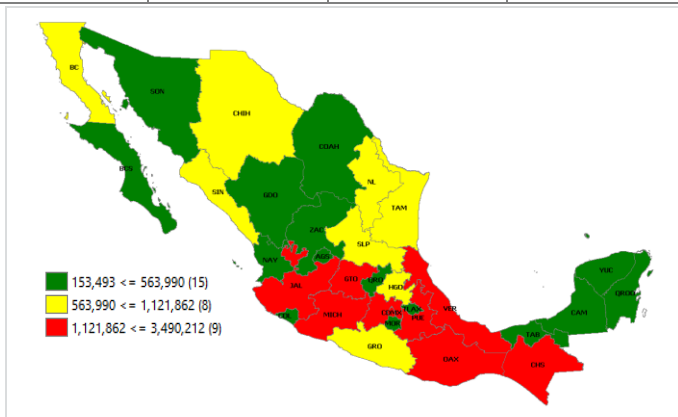 BC
SON
CHIH
COAH
BCS
SIN
DGO
NL
TAM
ZAC
SLP
NAY
AGS
JAL
GTO
QRO
HGO
COL
MICH
CDMX
TLAX
PUE
MOR
VER
GRO
OAX
TAB
CHS
CAM
YUC
QROO
153,493 <= 563,990 (15)
563,990 <= 1,121,862 (8)
1,121,862 <= 3,490,212 (9)